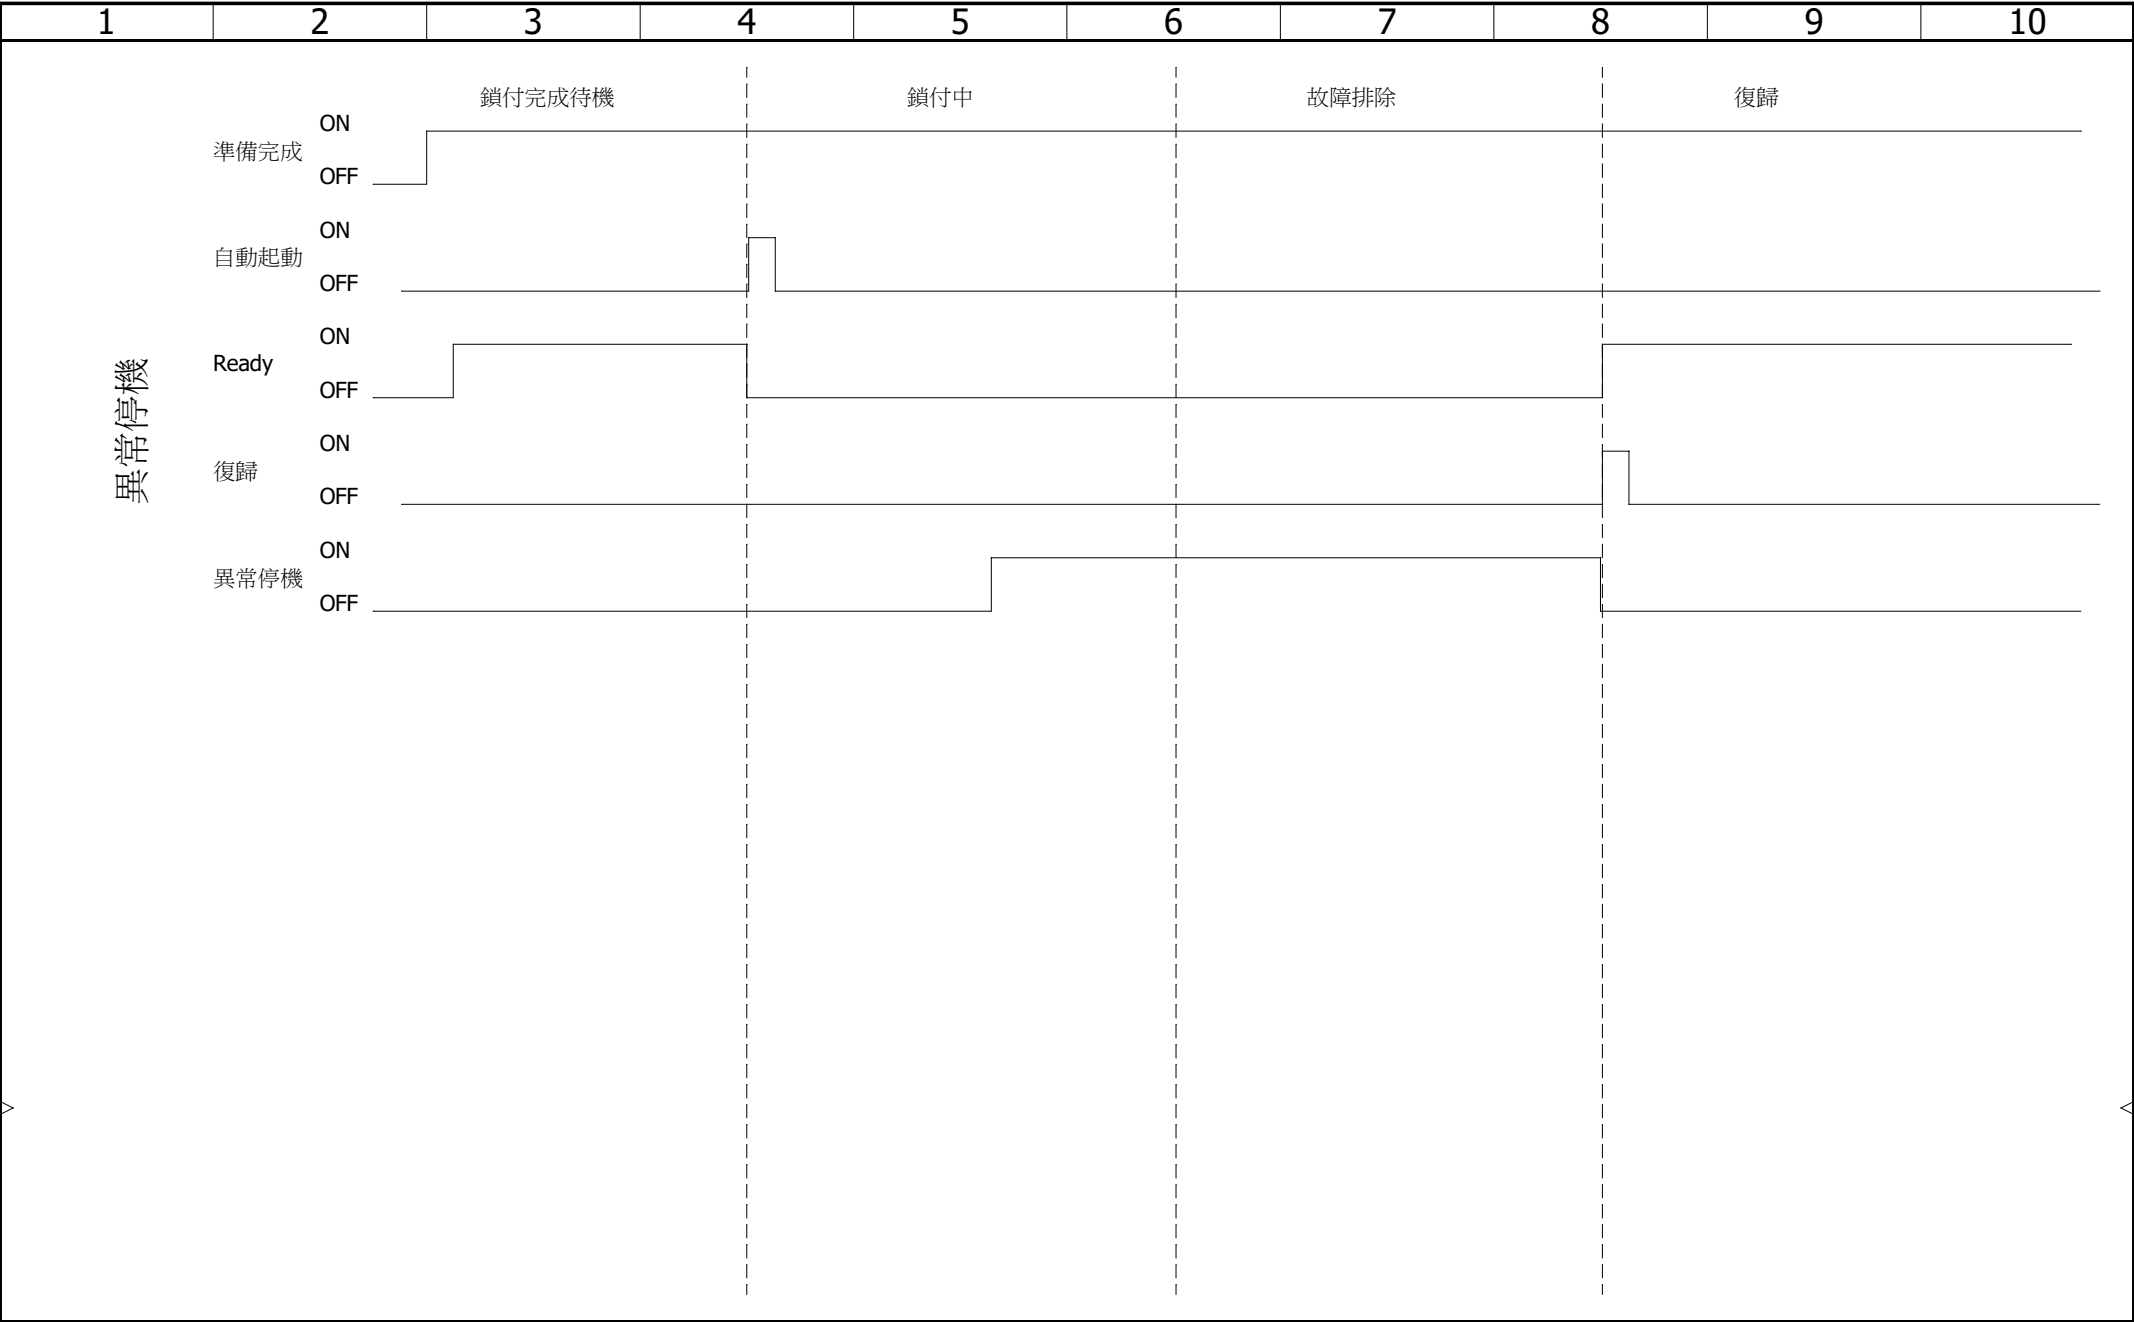 1 2 3 4 5 6 7 8 9 10
鎖付完成待機 鎖付中 故障排除 復歸
ON
準備完成
OFF
ON
自動起動
OFF
ON
Ready
OFF
異常停機
ON
復歸
OFF
ON
異常停機
OFF